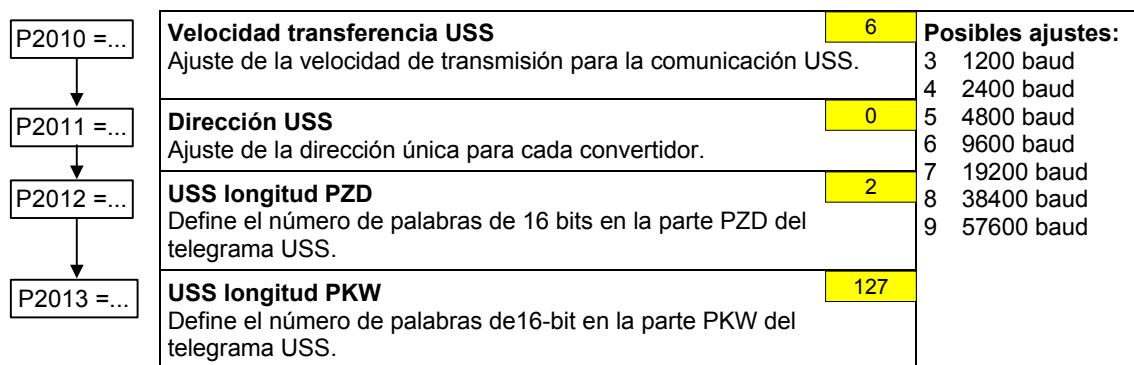 P2010 =...
Velocidad transferencia USS
6
Ajuste de la velocidad de transmisión para la comunicación USS.
P2011 =...
Dirección USS
0
Ajuste de la dirección única para cada convertidor.
P2012 =...
USS longitud PZD
2
Define el número de palabras de 16 bits en la parte PZD del
telegrama USS.
P2013 =...
USS longitud PKW
127
Define el número de palabras de16-bit en la parte PKW del
telegrama USS.
Posibles ajustes:
3 1200 baud
4 2400 baud
5 4800 baud
6 9600 baud
7 19200 baud
8 38400 baud
9 57600 baud